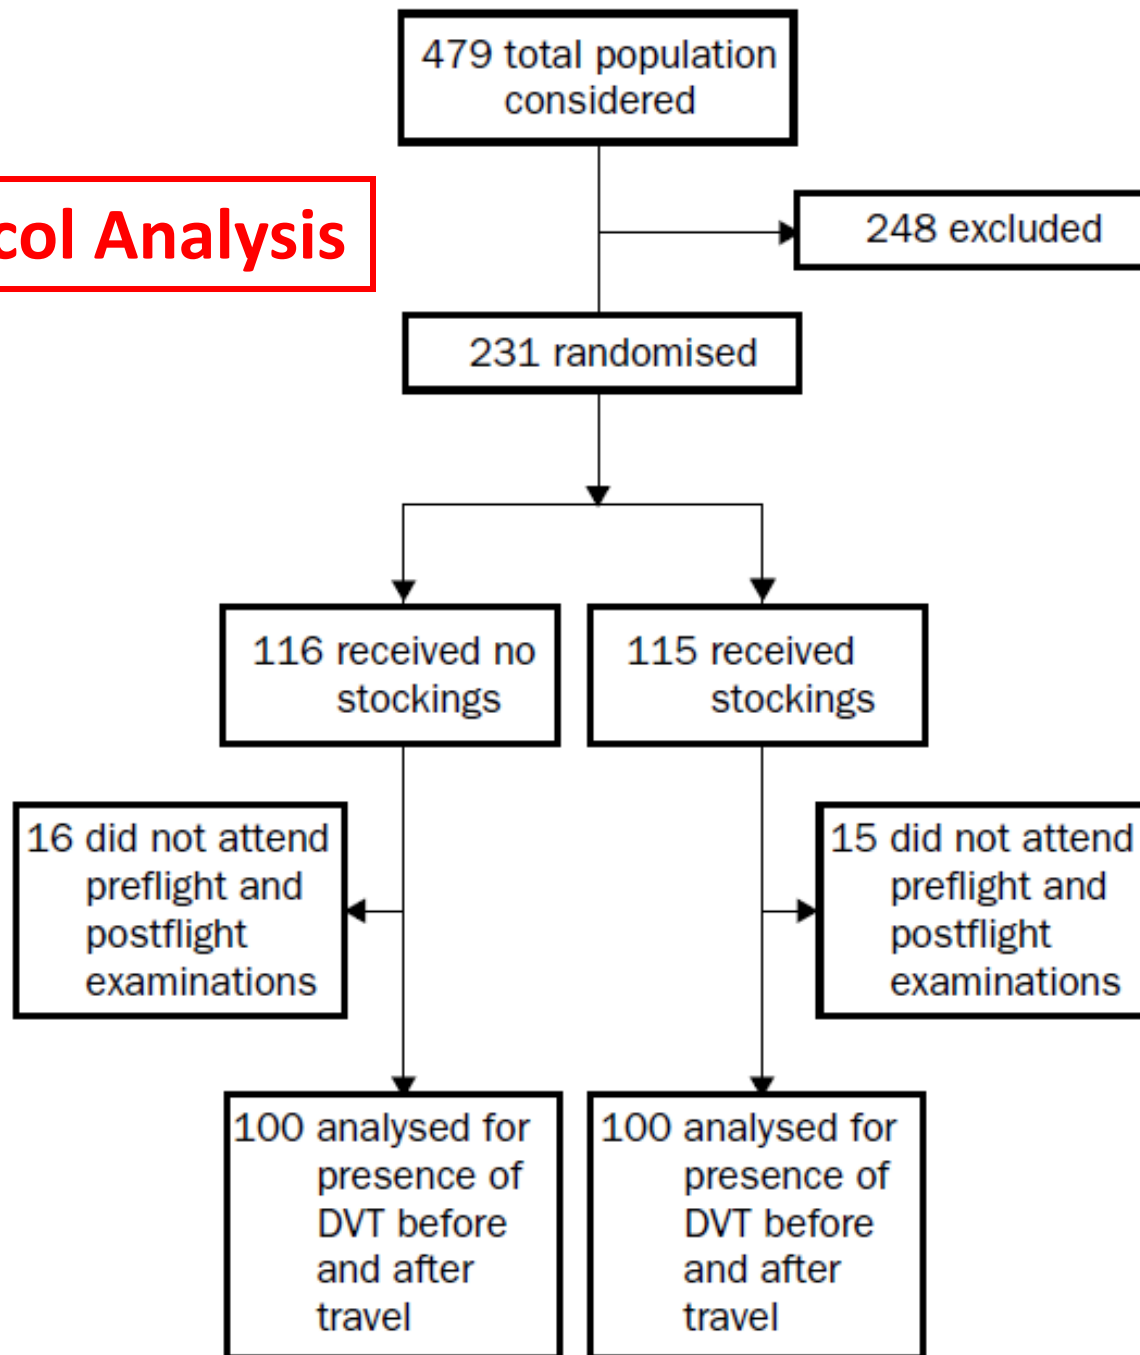 479 total population
considered
col Analysis
248 excluded
231 randomised
116 received no
stockings
115 received
stockings
16 did not attend
preflight and
postflight
examinations
15 did not attend
preflight and
postflight
examinations
100 analysed for
presence of
DVT before
and after
travel
100 analysed for
presence of
DVT before
and after
travel